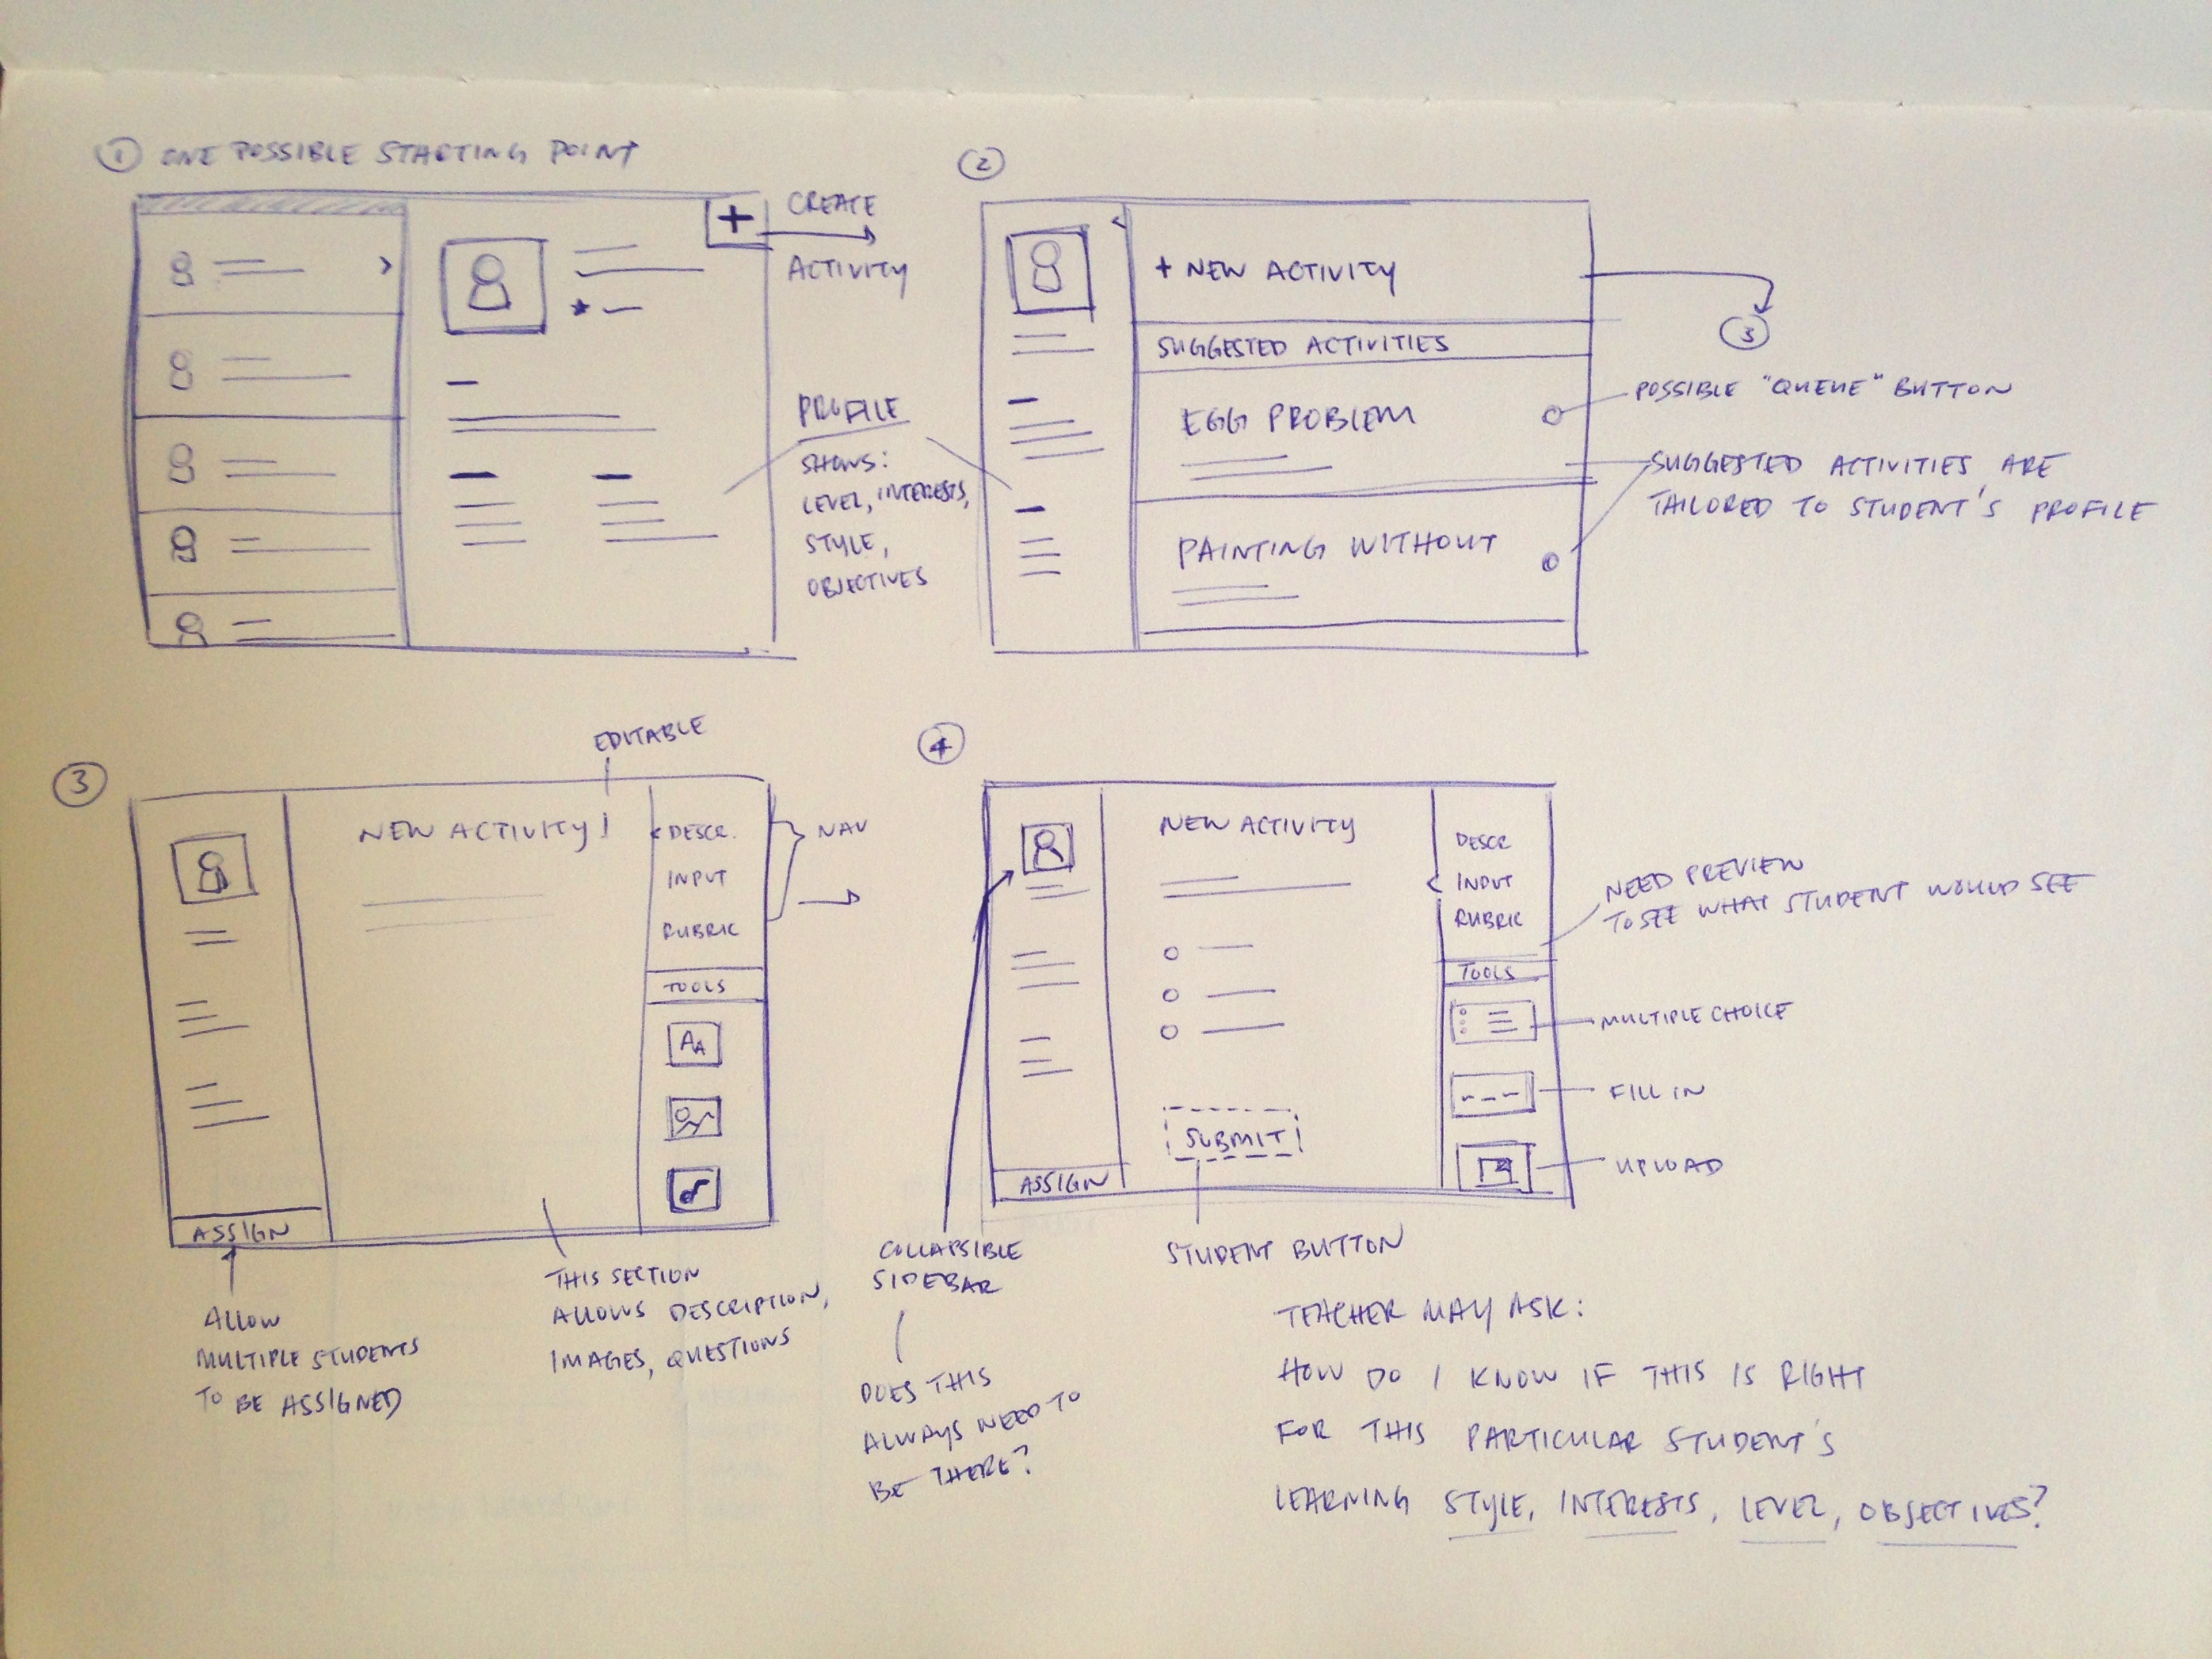 1 ONE POSSIBLE STARTING POINT
+
CREATE
ACTIVITY
PROFILE
SHOWS:
LEVEL, INTERESTS,
STYLE,
OBJECTIVES
2
<
+ NEW ACTIVITY
SUGGESTED ACTIVITIES
EGG PROBLEM
PAINTING WITHOUT
3
POSSIBLE "QUEUE" BUTTON
SUGGESTED ACTIVITIES ARE
TAILORED TO STUDENT'S PROFILE
3
EDITABLE
NEW ACTIVITY
DESCR.
INPUT
RUBRIC
NAV
TOOLS
AA
ASSIGN
ALLOW
MULTIPLE STUDENTS
TO BE ASSIGNED
THIS SECTION
ALLOWS DESCRIPTION,
IMAGES, QUESTIONS
4
NEW ACTIVITY
DESCR
INPUT
RUBRIC
TOOLS
NEED PREVIEW
TO SEE WHAT STUDENT WOULD SEE
MULTIPLE CHOICE
FILL IN
UPLOAD
SUBMIT
ASSIGN
COLLAPSIBLE
SIDEBAR
DOES THIS
ALWAYS NEED TO
BE THERE?
STUDENT BUTTON
TEACHER MAY ASK:
HOW DO I KNOW IF THIS IS RIGHT
FOR THIS PARTICULAR STUDENT'S
LEARNING STYLE, INTERESTS, LEVEL, OBJECTIVES?